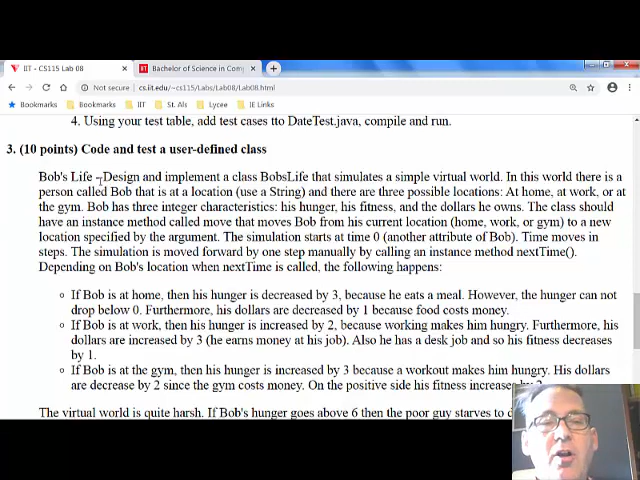 IIT - CS115 Lab 08
Bachelor of Science in Com
Not secure | cs.iit.edu/~cs115/Labs/Lab08/Lab08.html
Bookmarks Bookmarks IIT St. Als Lycee IE Links
4. Using your test table, add test cases tto DateTest.java, compile and run.
3. (10 points) Code and test a user-defined class
Bob's Life - Design and implement a class BobsLife that simulates a simple virtual world. In this world there is a
person called Bob that is at a location (use a String) and there are three possible locations: At home, at work, or at
the gym. Bob has three integer characteristics: his hunger, his fitness, and the dollars he owns. The class should
have an instance method called move that moves Bob from his current location (home, work, or gym) to a new
location specified by the argument. The simulation starts at time 0 (another attribute of Bob). Time moves in
steps. The simulation is moved forward by one step manually by calling an instance method nextTime().
Depending on Bob's location when nextTime is called, the following happens:
If Bob is at home, then his hunger is decreased by 3, because he eats a meal. However, the hunger can not
drop below 0. Furthermore, his dollars are decreased by 1 because food costs money.
If Bob is at work, then his hunger is increased by 2, because working makes him hungry. Furthermore, his
dollars are increased by 3 (he earns money at his job). Also he has a desk job and so his fitness decreases
by 1.
If Bob is at the gym, then his hunger is increased by 3 because a workout makes him hungry. His dollars
are decrease by 2 since the gym costs money. On the positive side his fitness increases
The virtual world is quite harsh. If Bob's hunger goes above 6 then the poor guy starves to